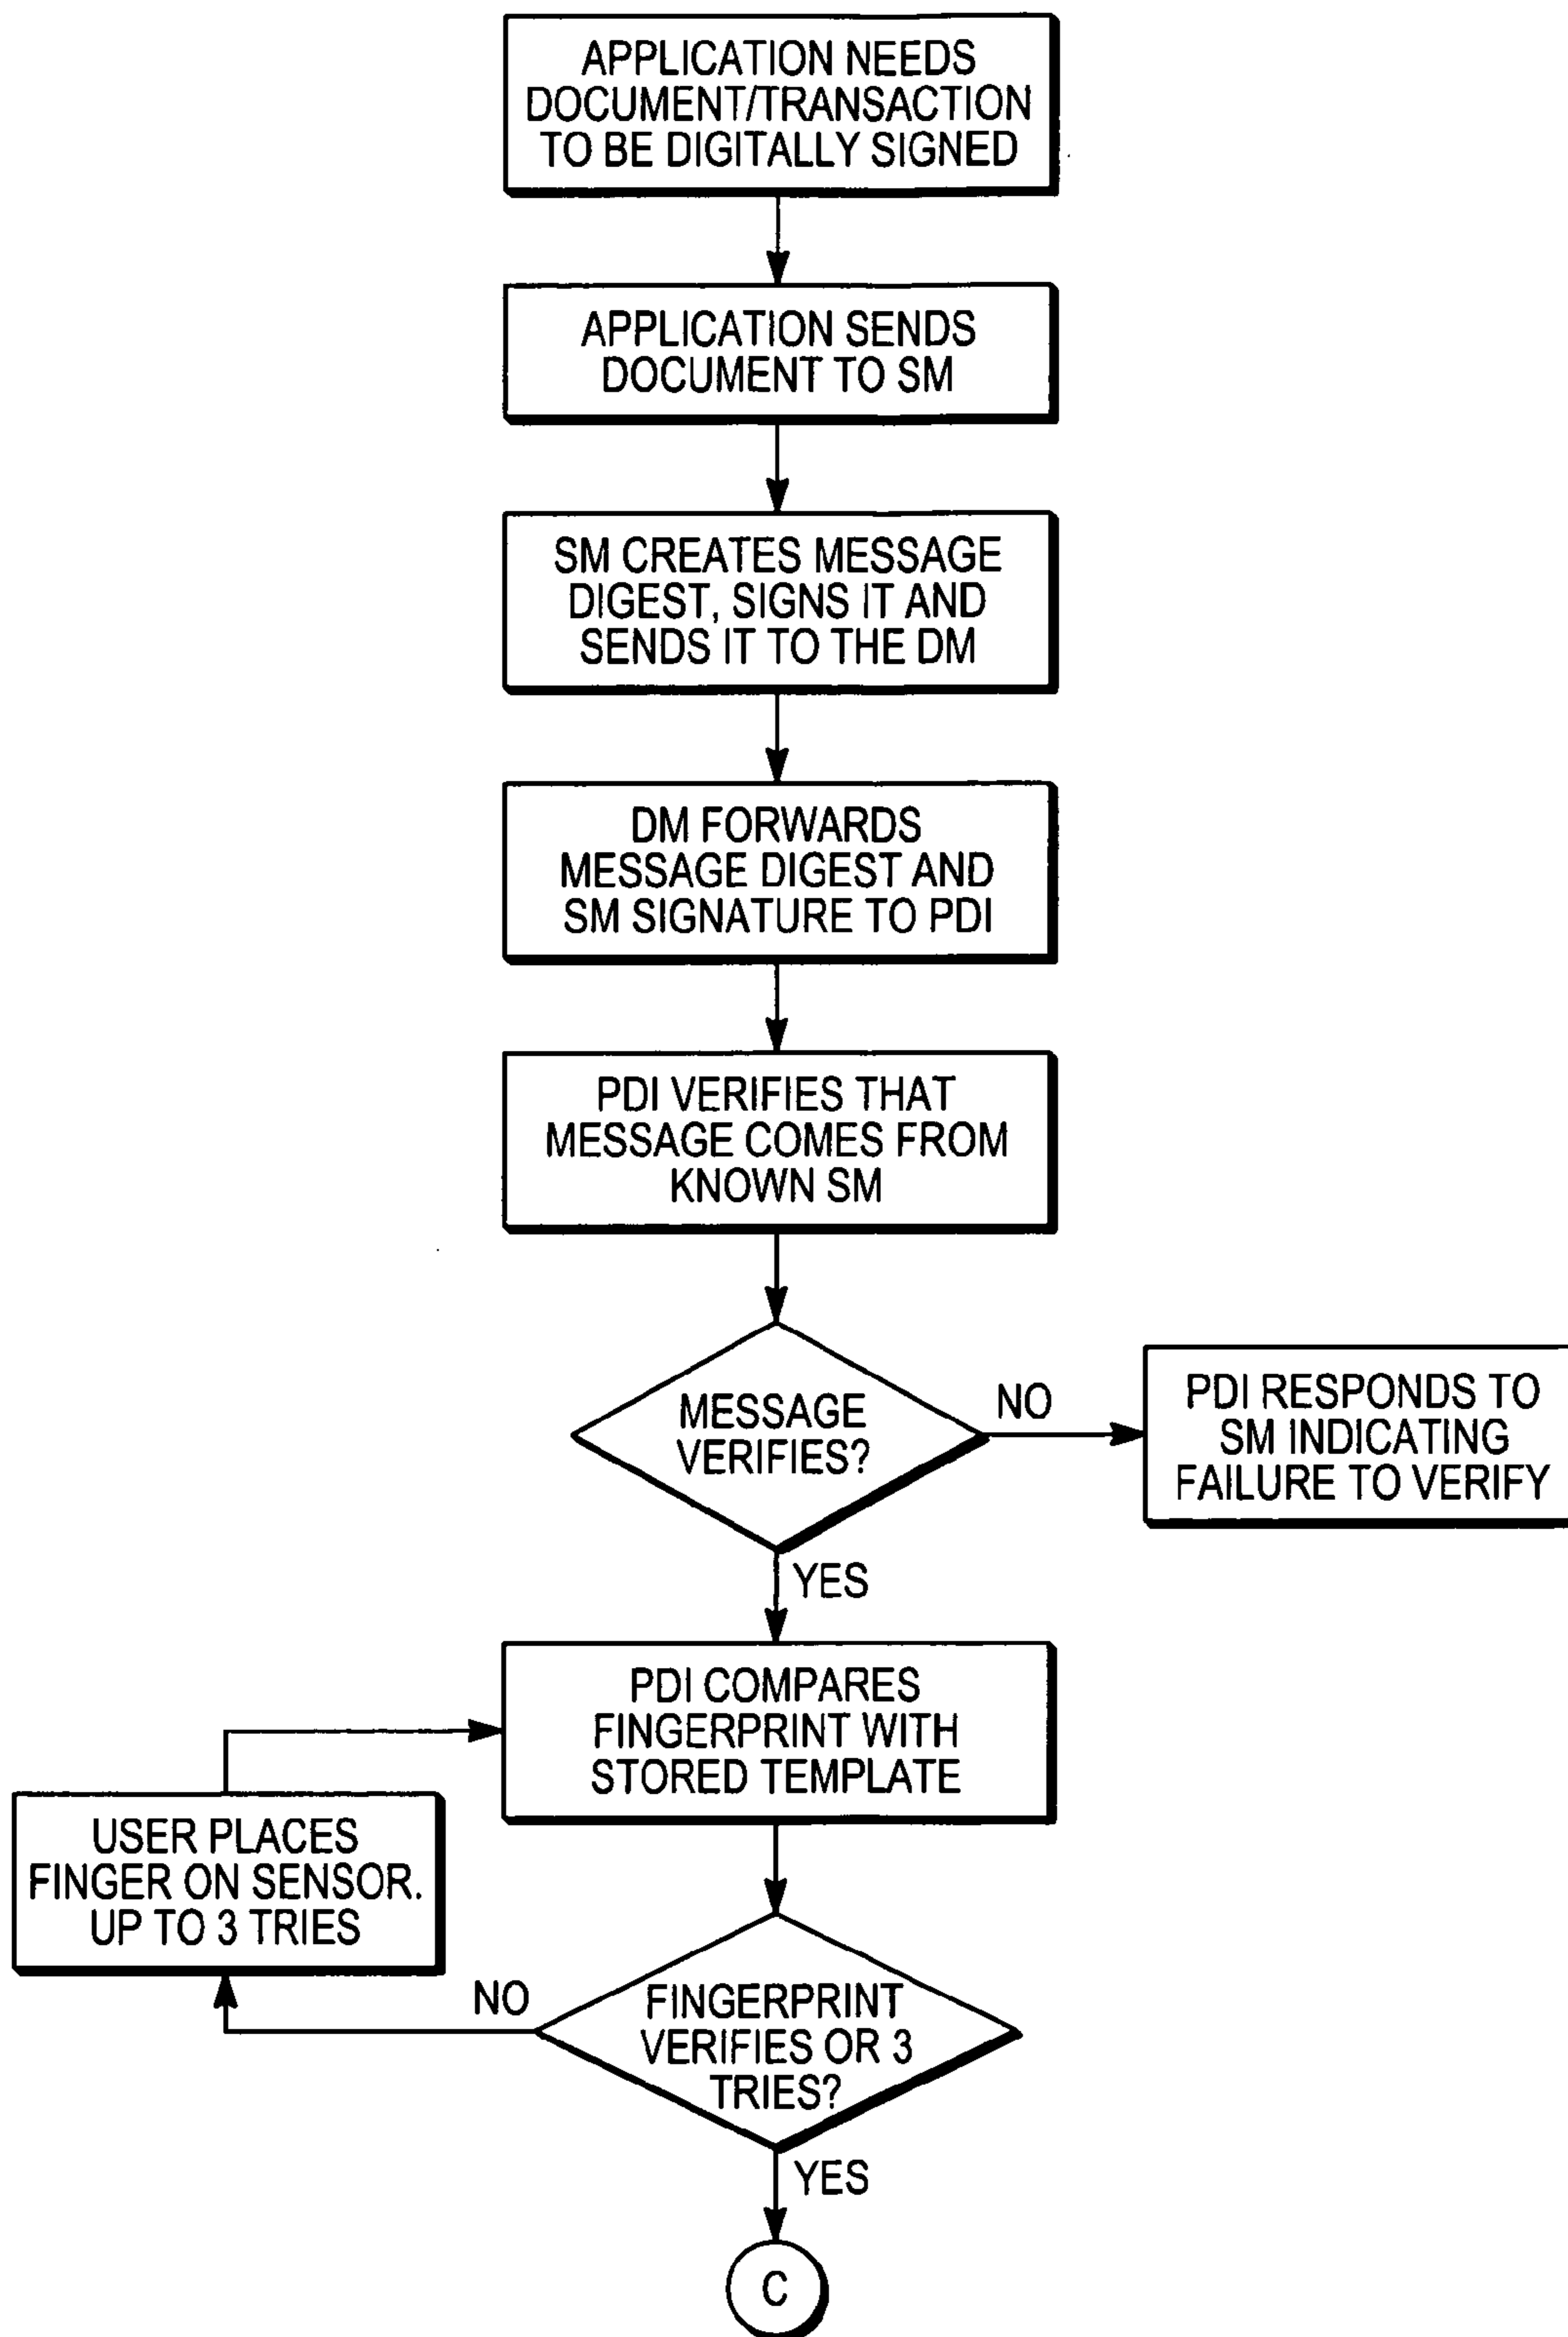 APPLICATION NEEDS
DOCUMENT/TRANSACTION
TO BE DIGITALLY SIGNED
APPLICATION SENDS
DOCUMENT TO SM
SM CREATES MESSAGE
DIGEST, SIGNS IT AND
SENDS IT TO THE DM
DM FORWARDS
MESSAGE DIGEST AND
SM SIGNATURE TO PDI
PDI VERIFIES THAT
MESSAGE COMES FROM
KNOWN SM
MESSAGE
VERIFIES?
NO
PDI RESPONDS TO
SM INDICATING
FAILURE TO VERIFY
YES
PDI COMPARES
FINGERPRINT WITH
STORED TEMPLATE
USER PLACES
FINGER ON SENSOR.
UP TO 3 TRIES
NO
FINGERPRINT
VERIFIES OR 3
TRIES?
YES
C